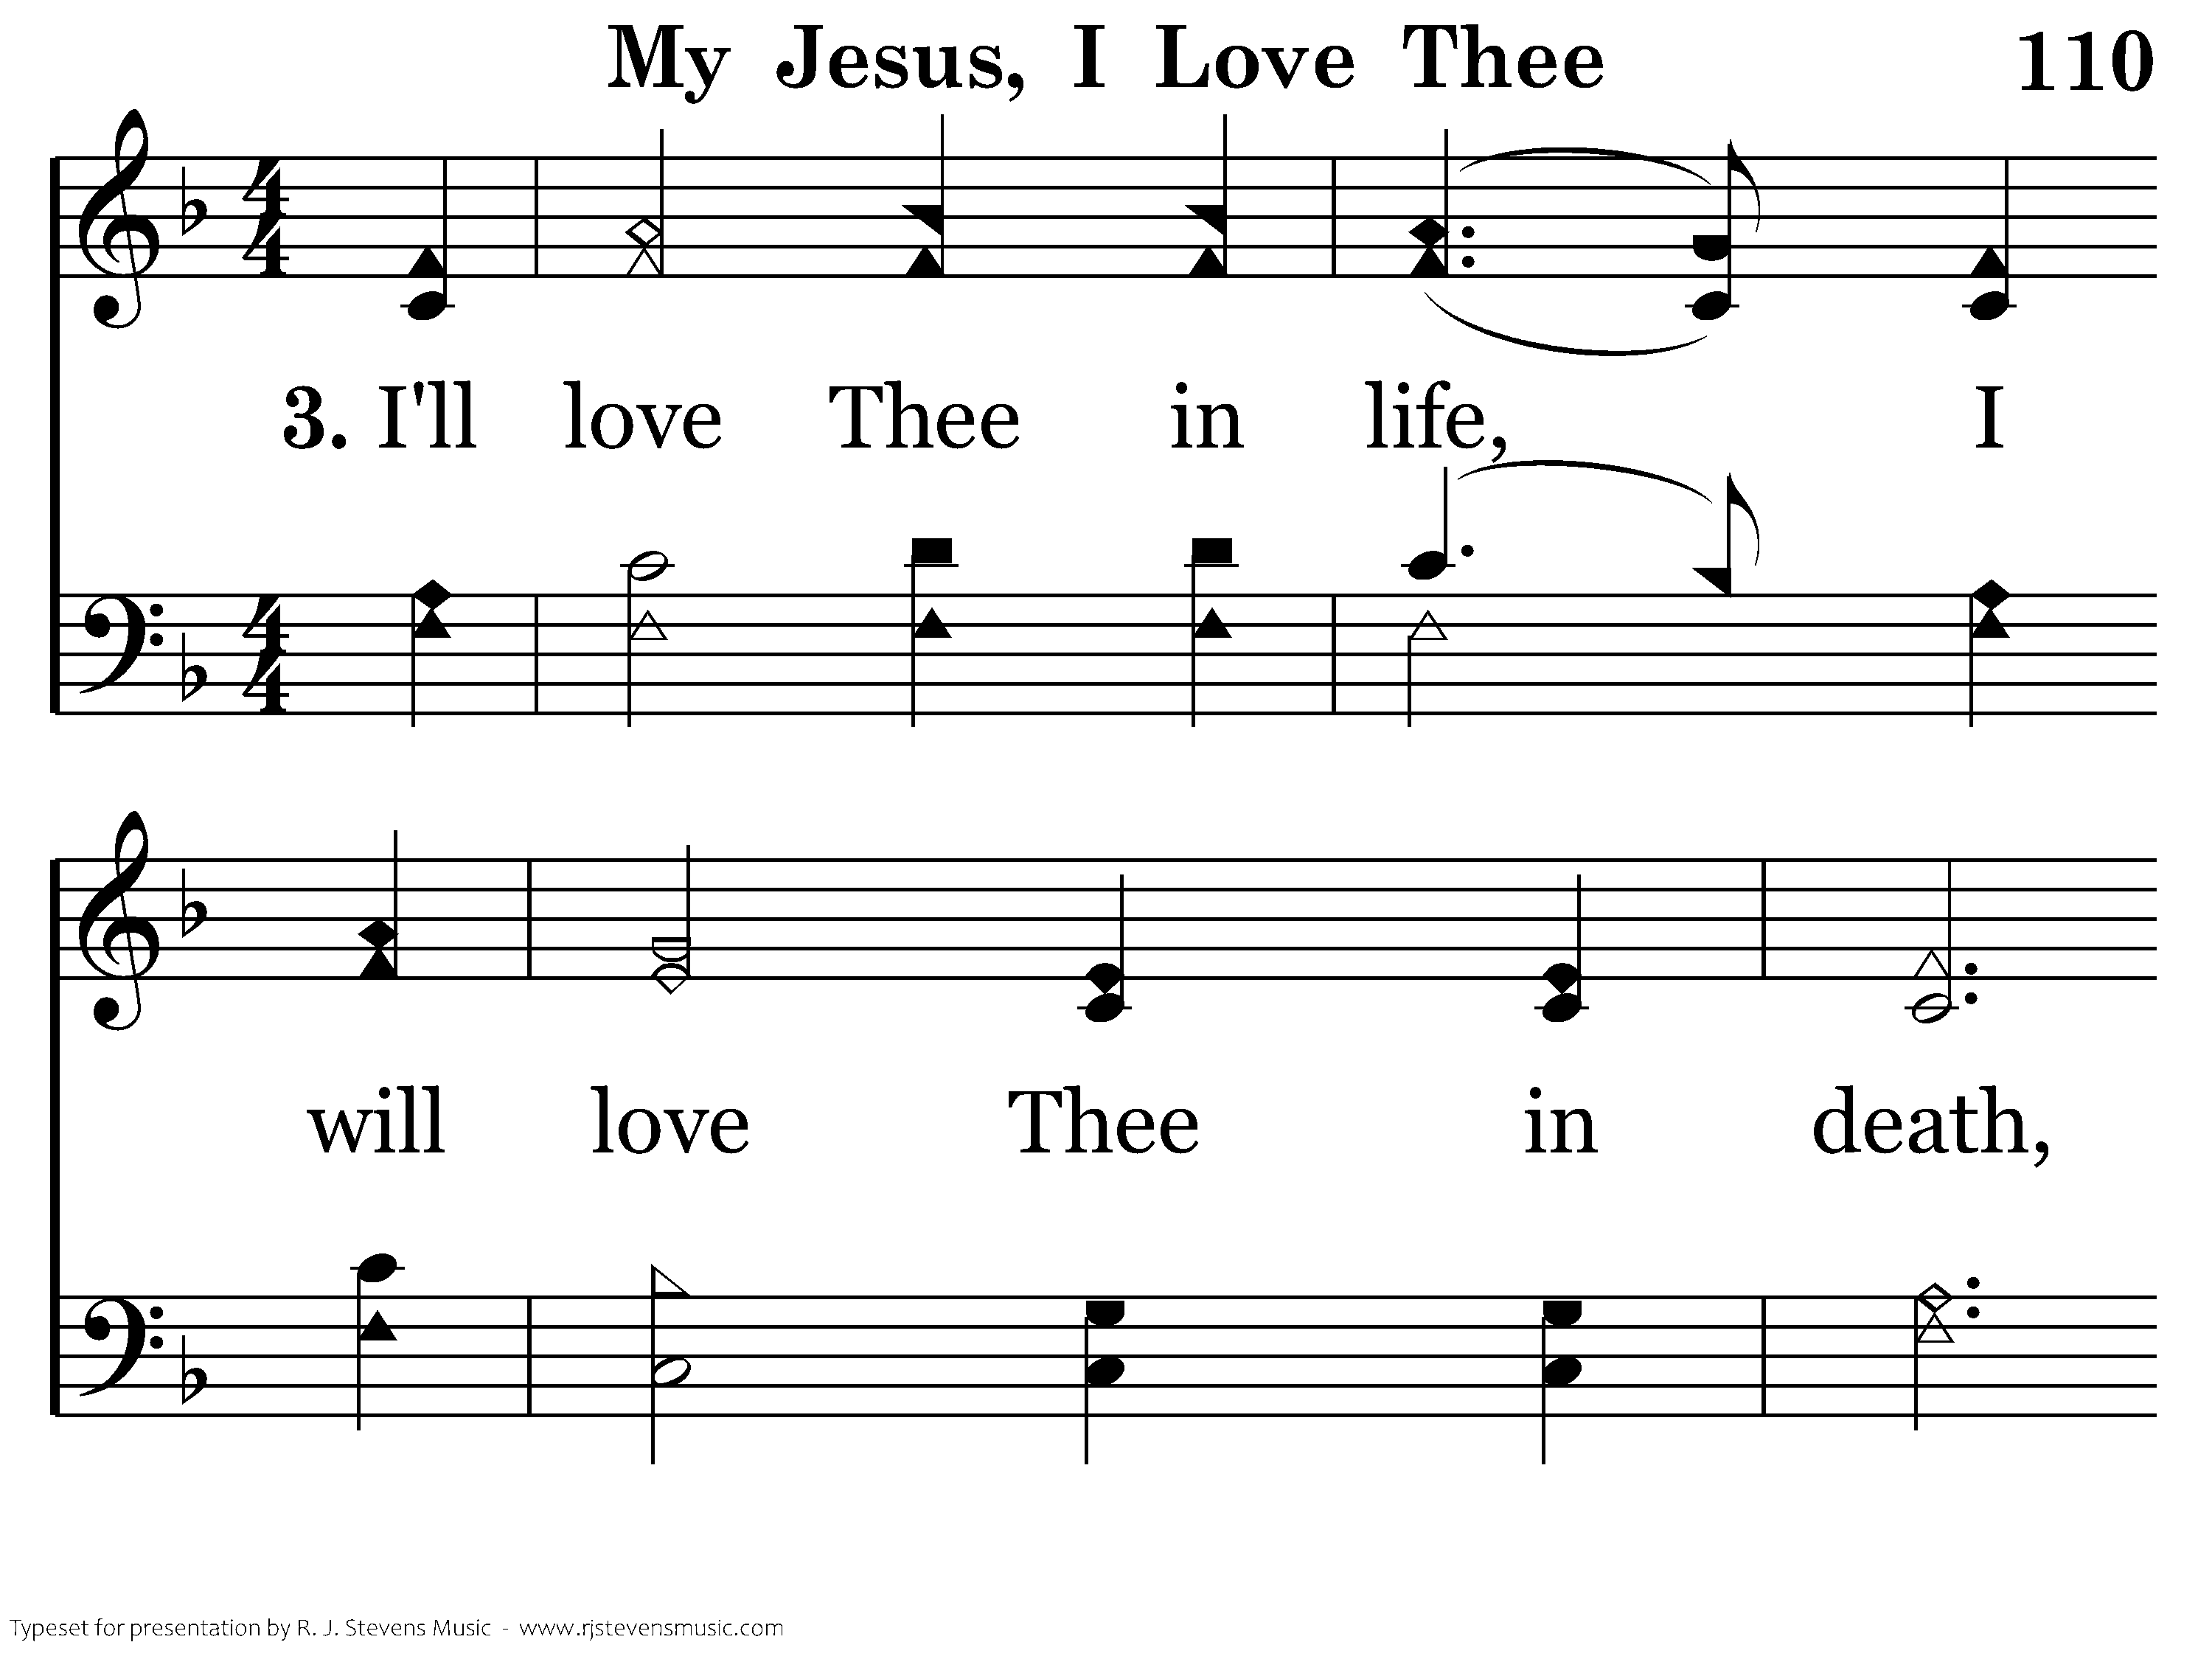 My Jesus, I Love Thee 110
3. I'll love Thee in life, I
will love Thee in death,
Typeset for presentation by R. J. Stevens Music - www.rjstevensmusic.com